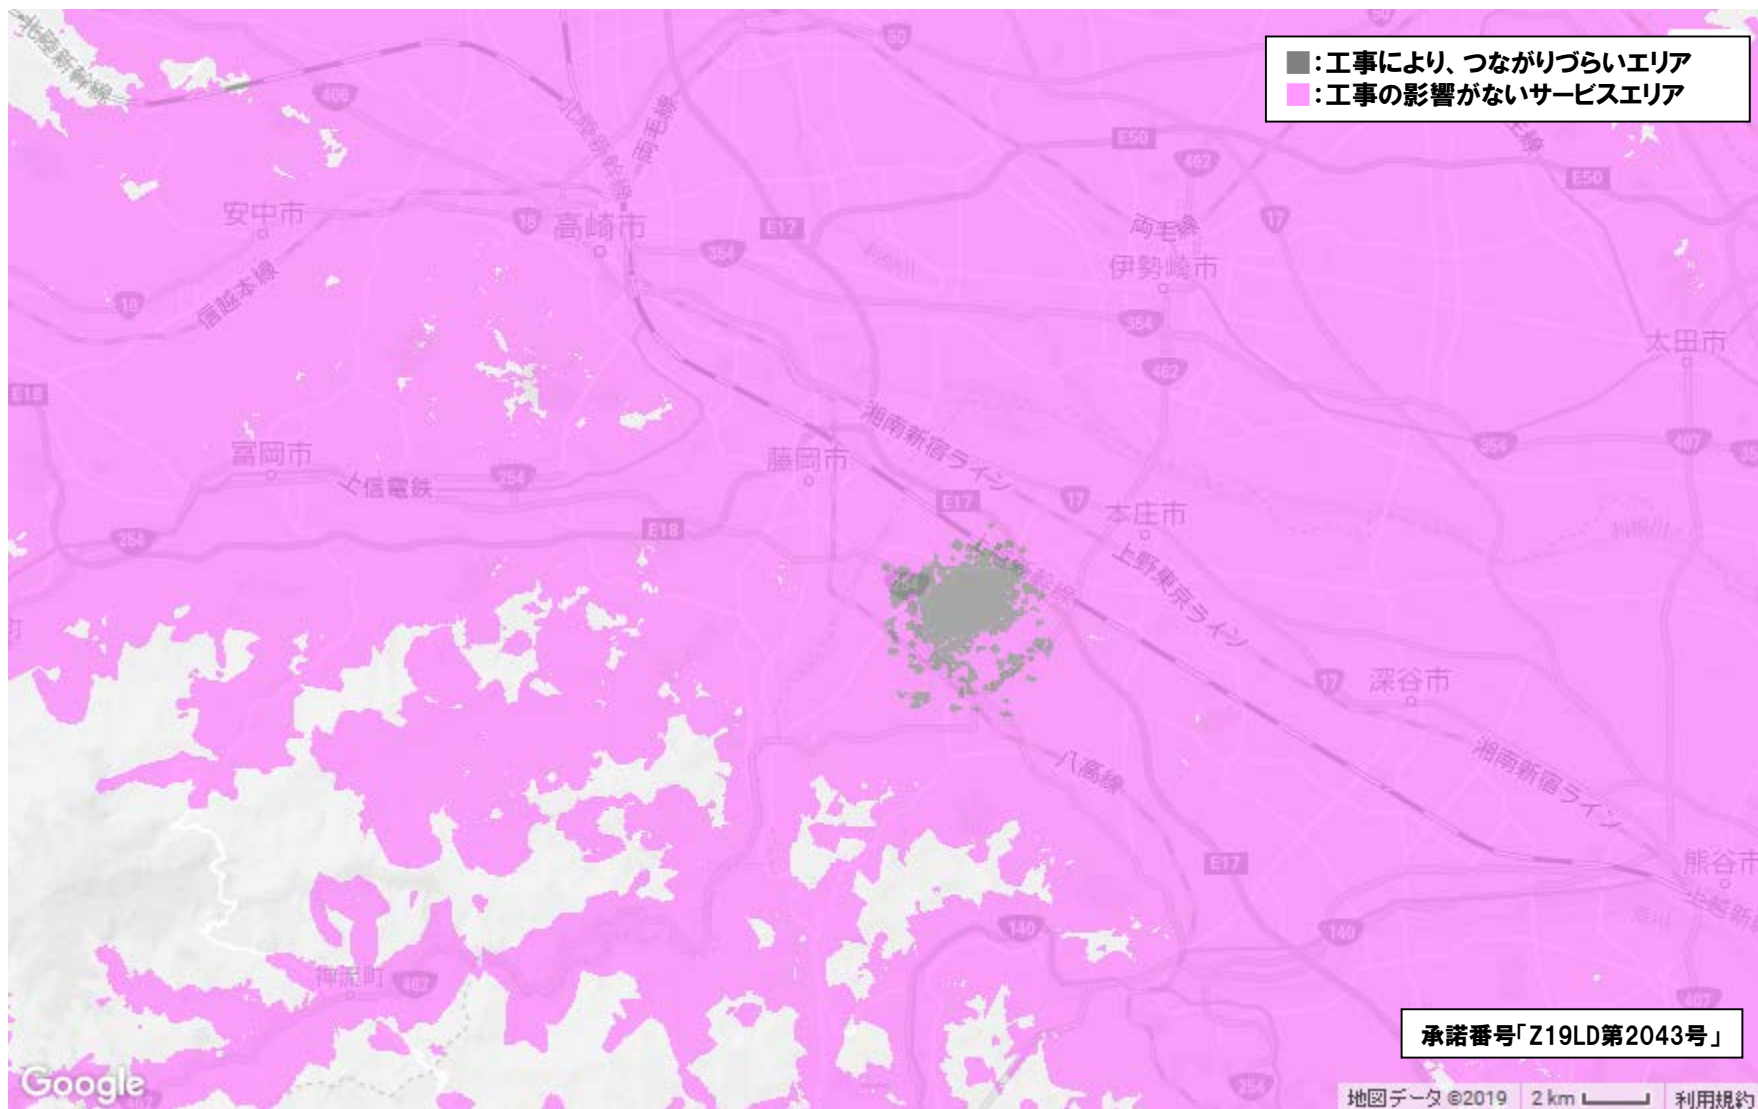 ■:工事により、つながりづらいエリア
■:工事の影響がないサービスエリア
北陸新幹線
50
50
406
北陸新幹線
両毛線
E50
462
E50
安中市
18
高崎市
E17
354
両毛線
17
伊勢崎市
18
信越本線
354
太田市
462
E18
湘南新宿ライン
354
407
富岡市
藤岡市
上信電鉄
254
E17
17
本庄市
E18
254
上越新幹線
上野東京ライン
17
深谷市
八高線
湘南新宿ライン
E17
熊谷市
140
140
神流町
462
407
254
承諾番号「Z19LD第2043号」
Google
地図データ ©2019
2 km
利用規約